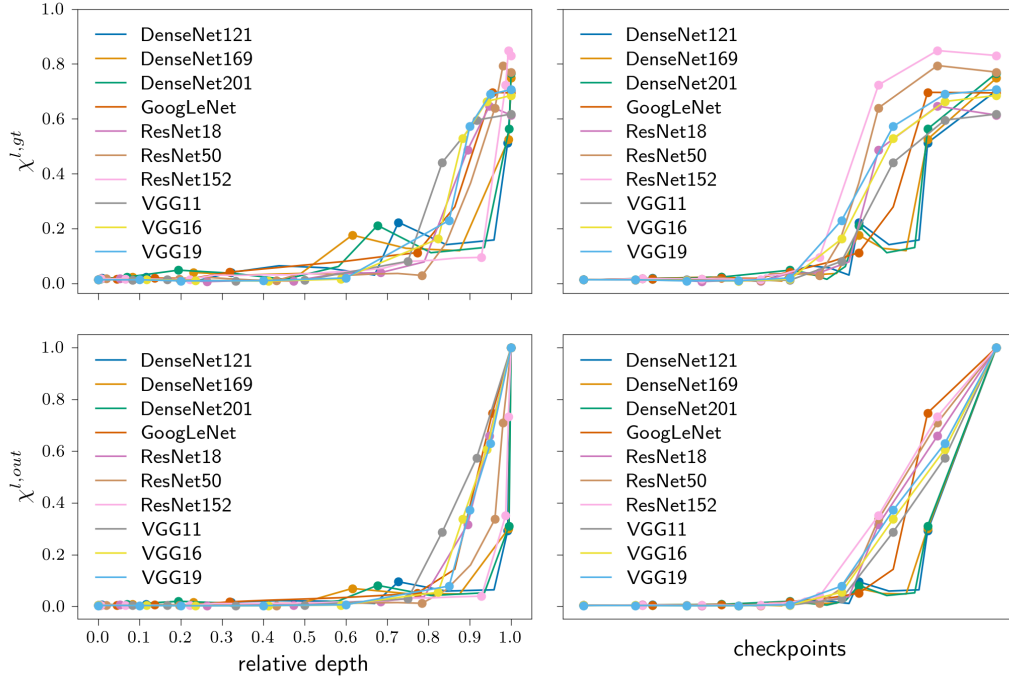 1.0
0.8
0.6
0.4
0.2
0.0
χ^{l,gt}
DenseNet121
DenseNet169
DenseNet201
GoogLeNet
ResNet18
ResNet50
ResNet152
VGG11
VGG16
VGG19
DenseNet121
DenseNet169
DenseNet201
GoogLeNet
ResNet18
ResNet50
ResNet152
VGG11
VGG16
VGG19
1.0
0.8
0.6
0.4
0.2
0.0
χ^{l,out}
DenseNet121
DenseNet169
DenseNet201
GoogLeNet
ResNet18
ResNet50
ResNet152
VGG11
VGG16
VGG19
0.0 0.1 0.2 0.3 0.4 0.5 0.6 0.7 0.8 0.9 1.0
relative depth
DenseNet121
DenseNet169
DenseNet201
GoogLeNet
ResNet18
ResNet50
ResNet152
VGG11
VGG16
VGG19
checkpoints